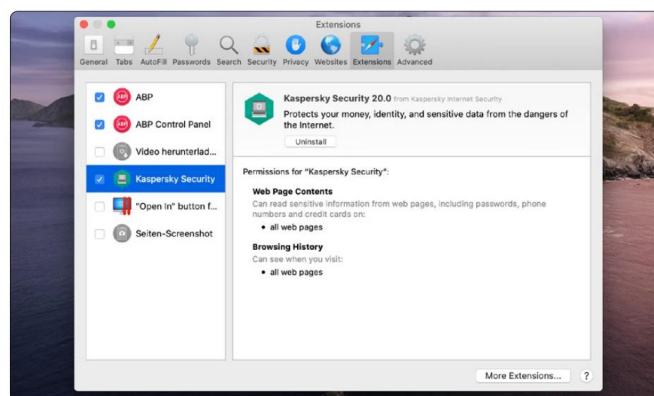 Extensions
General Tabs AutoFill Passwords Search Security Privacy Websites Extensions Advanced
ABP
ABP Control Panel
Video herunterlad...
Kaspersky Security
"Open In" button f...
Seiten-Screenshot
Kaspersky Security 20.0 from Kaspersky Internet Security
Protects your money, identity, and sensitive data from the dangers of
the Internet.
Uninstall
Permissions for "Kaspersky Security":
Web Page Contents
Can read sensitive information from web pages, including passwords, phone
numbers and credit cards on:
• all web pages
Browsing History
Can see when you visit:
• all web pages
More Extensions... ?